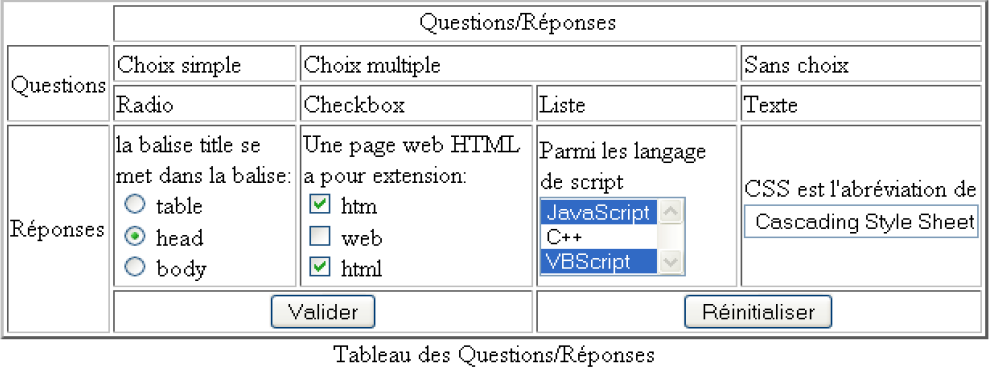 Questions/Réponses
Questions
Choix simple
Choix multiple
Sans choix
Radio
Checkbox
Liste
Texte
Réponses
la balise title se
met dans la balise:
table
head
body
Une page web HTML
a pour extension:
htm
web
html
Parmi les langage
de script
JavaScript
C++
VBScript
CSS est l'abréviation de
Cascading Style Sheet
Valider
Réinitialiser
Tableau des Questions/Réponses